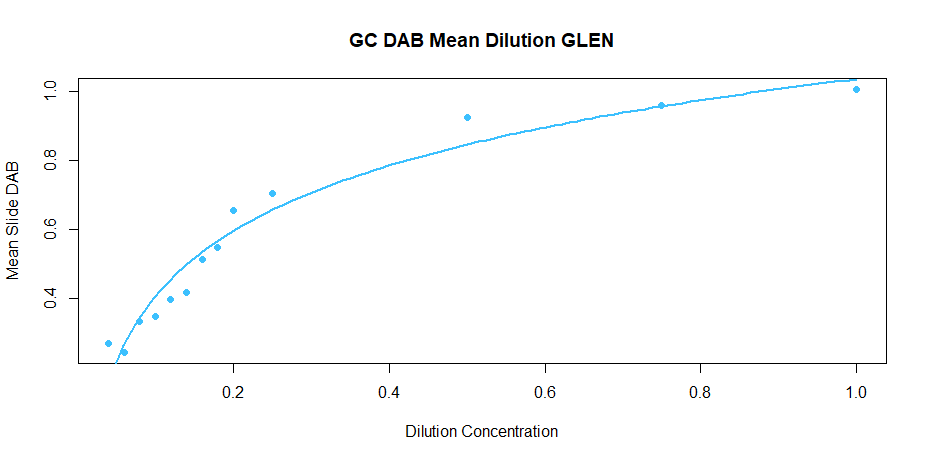 GC DAB Mean Dilution GLEN
Mean Slide DAB
1.0
0.8
0.6
0.4
0.2 0.4 0.6 0.8 1.0
Dilution Concentration